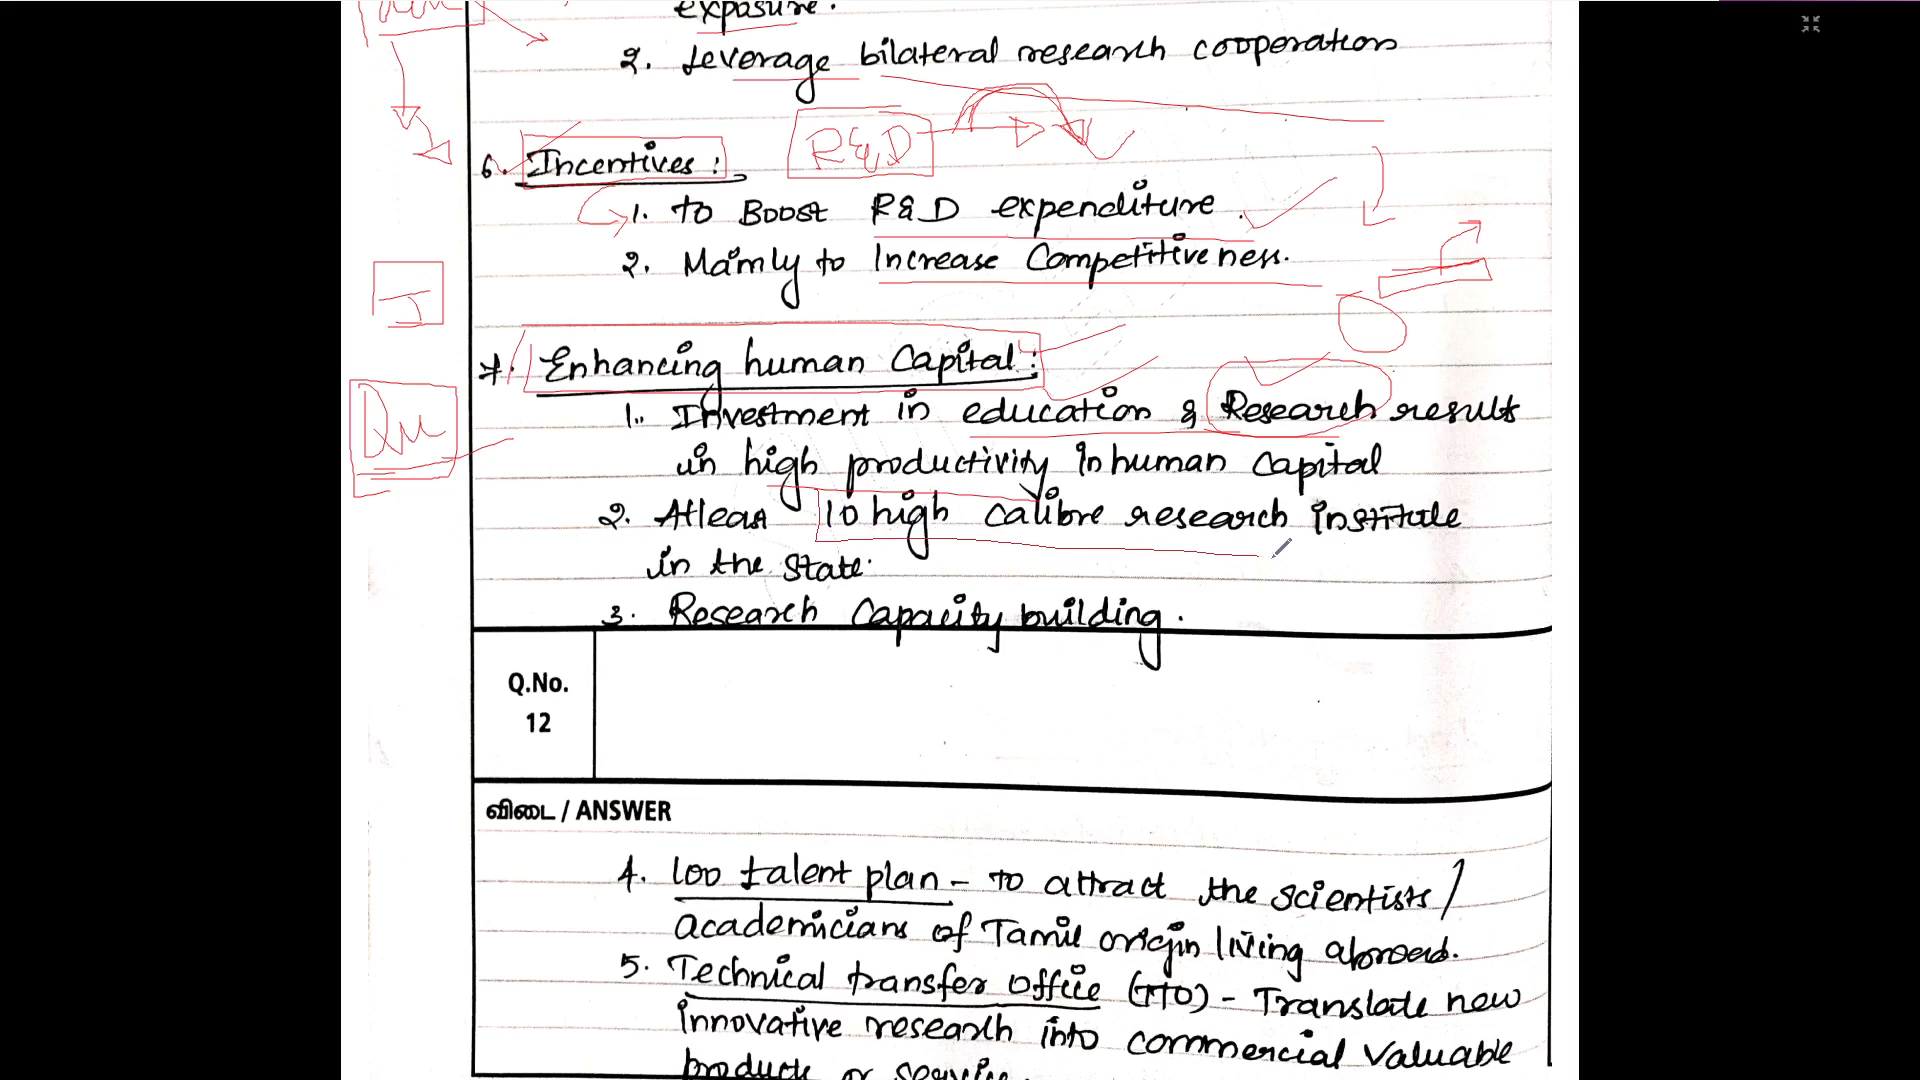 exposure.
2. Leverage bilateral research cooperation
R&D
6. Incentives :
1. To Boost R&D expenditure.
2. Mainly to Increase Competitiveness.
I
7. Enhancing human Capital :
1. Investment in education & Research results
in high productivity in human capital
2. Atleast 10 high calibre research institute
in the state.
3. Research Capacity building.
Q.No.
12
விடை / ANSWER
4. 100 talent plan - to attract the scientists /
academicians of Tamil origin living abroad.
5. Technical transfer office (TTO) - Translate new
innovative research into commercial valuable
product or service.